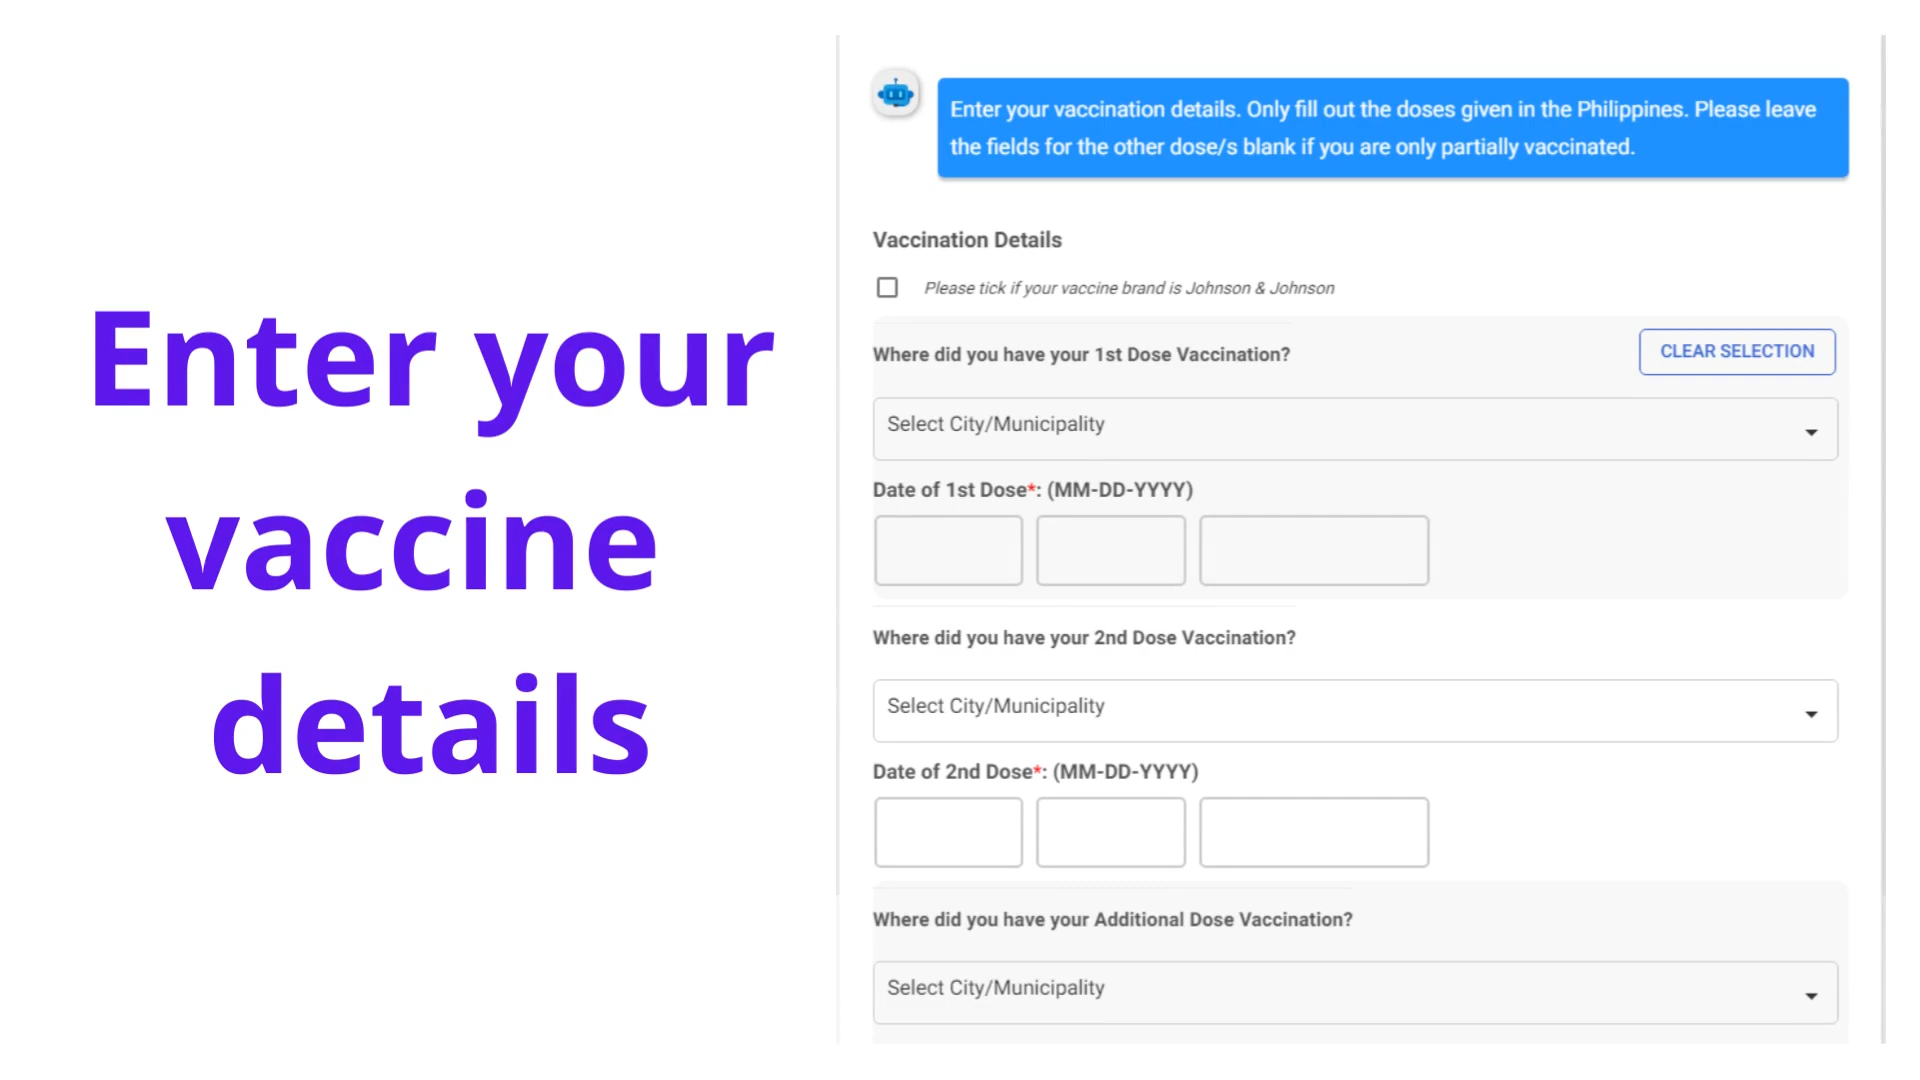 Enter your
vaccine
details
Enter your vaccination details. Only fill out the doses given in the Philippines. Please leave
the fields for the other dose/s blank if you are only partially vaccinated.
Vaccination Details
Please tick if your vaccine brand is Johnson & Johnson
Where did you have your 1st Dose Vaccination?
CLEAR SELECTION
Select City/Municipality
Date of 1st Dose*: (MM-DD-YYYY)
Where did you have your 2nd Dose Vaccination?
Select City/Municipality
Date of 2nd Dose*: (MM-DD-YYYY)
Where did you have your Additional Dose Vaccination?
Select City/Municipality